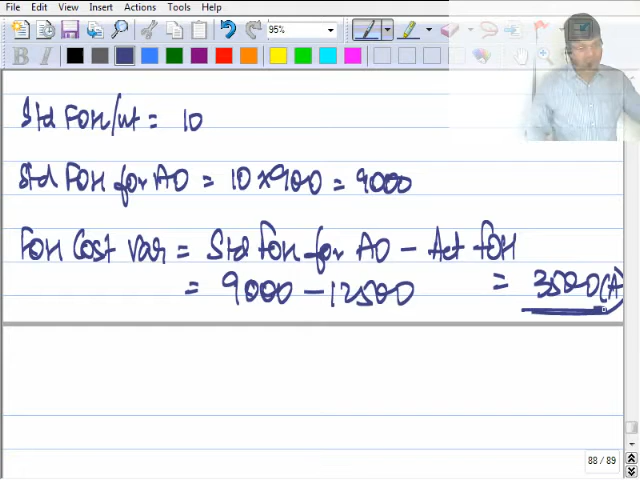 File Edit View Insert Actions Tools Help
95%
B I
Std FOH/ut = 10
Std FOH for AO = 10 × 900 = 9000
FOH Cost Var = Std FOH for AO - Act FOH
= 9000 - 12500 = 3500 (A)
88 / 89